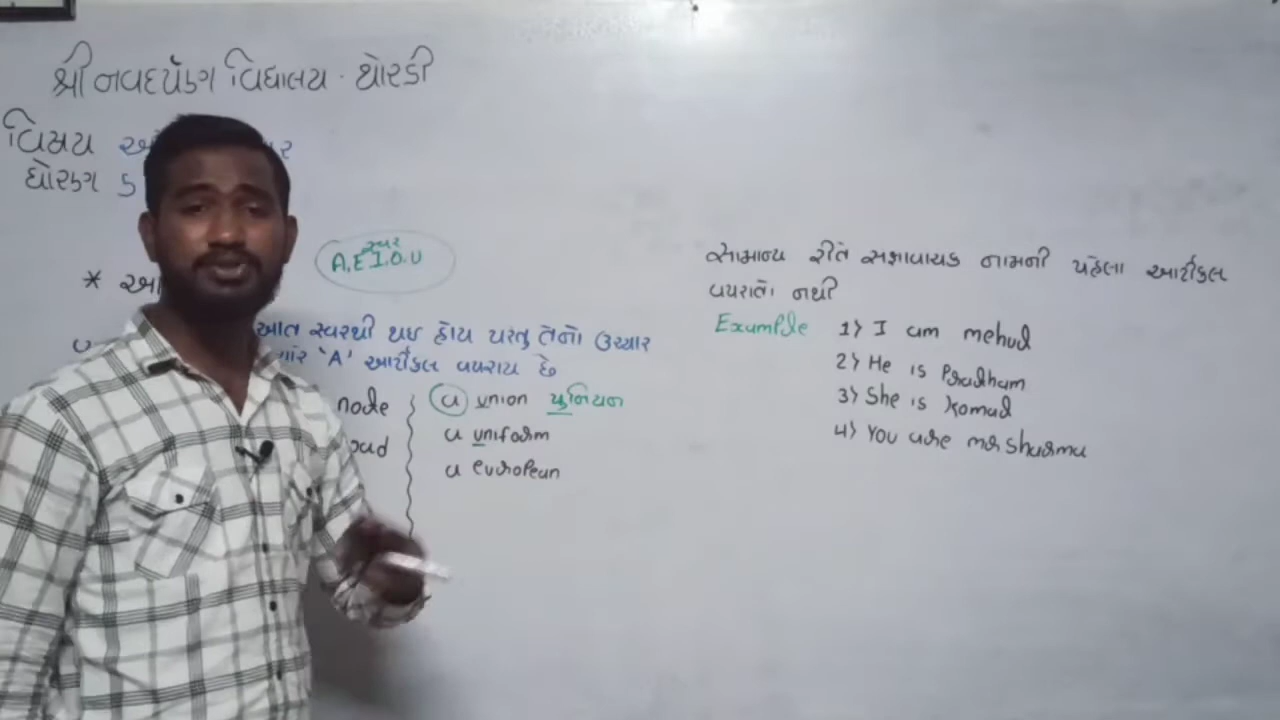 શ્રી નવદયંગ વિદ્યાલય - થોરડી
વિષય
ધોરણ
* આ
સ્વર
A, E I.O.U
આત સ્વરથી થઇ હોય પરંતુ તેનો ઉચ્ચાર
'A' આર્ટીકલ વપરાય છે
a union યુનિયન
a uniform
a european
સામાન્ય રીતે સંજ્ઞાવાચક નામની પહેલા આર્ટીકલ
વપરાતો નથી
Example 1) I am mehul
2) He is Pradham
3) She is Komal
4) You are mr sharma